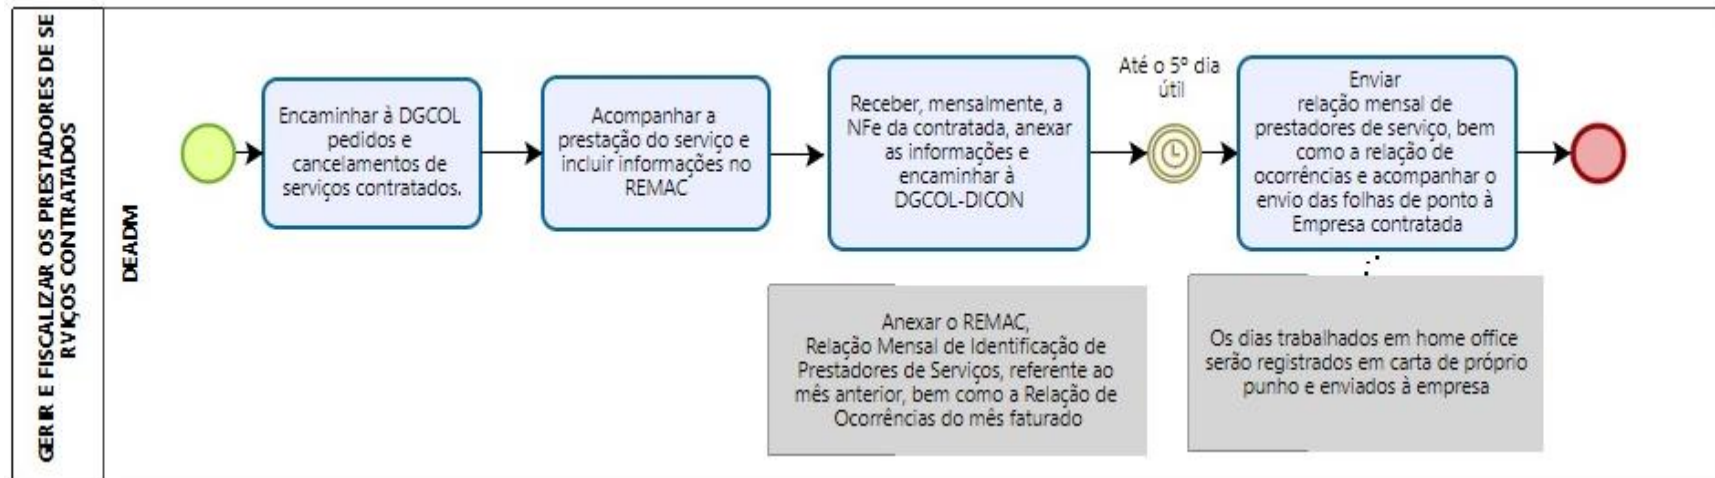 GERIR E FISCALIZAR OS PRESTADORES DE SE
RVIÇOS CONTRATADOS
DEADM
Encaminhar à DGCOL
pedidos e
cancelamentos de
serviços contratados.
Acompanhar a
prestação do serviço e
incluir informações no
REMAC
Receber, mensalmente, a
NFe da contratada, anexar
as informações e
encaminhar à
DGCOL-DICON
Até o 5º dia
útil
Enviar
relação mensal de
prestadores de serviço, bem
como a relação de
ocorrências e acompanhar o
envio das folhas de ponto à
Empresa contratada
Anexar o REMAC,
Relação Mensal de Identificação de
Prestadores de Serviços, referente ao
mês anterior, bem como a Relação de
Ocorrências do mês faturado
Os dias trabalhados em home office
serão registrados em carta de próprio
punho e enviados à empresa